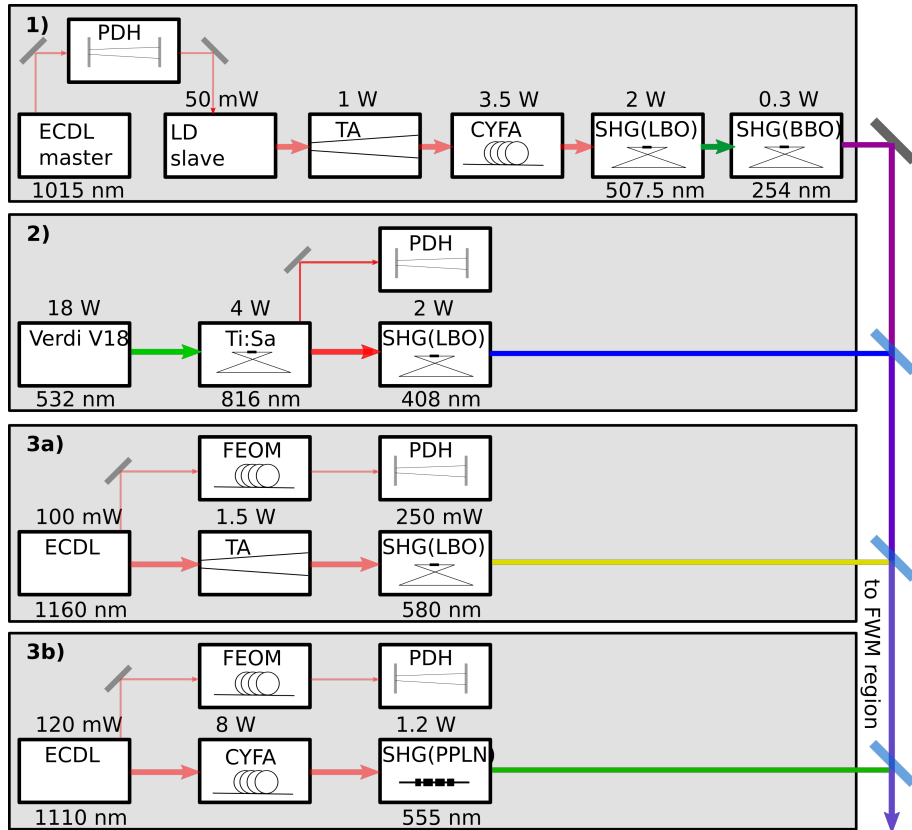 1)
PDH
50 mW
1 W
3.5 W
2 W
0.3 W
ECDL
master
LD
slave
TA
CYFA
SHG(LBO)
SHG(BBO)
1015 nm
507.5 nm
254 nm
2)
PDH
18 W
4 W
2 W
Verdi V18
Ti:Sa
SHG(LBO)
532 nm
816 nm
408 nm
3a)
FEOM
PDH
100 mW
1.5 W
250 mW
ECDL
TA
SHG(LBO)
1160 nm
580 nm
to FWM region
3b)
FEOM
PDH
120 mW
8 W
1.2 W
ECDL
CYFA
SHG(PPLN)
1110 nm
555 nm